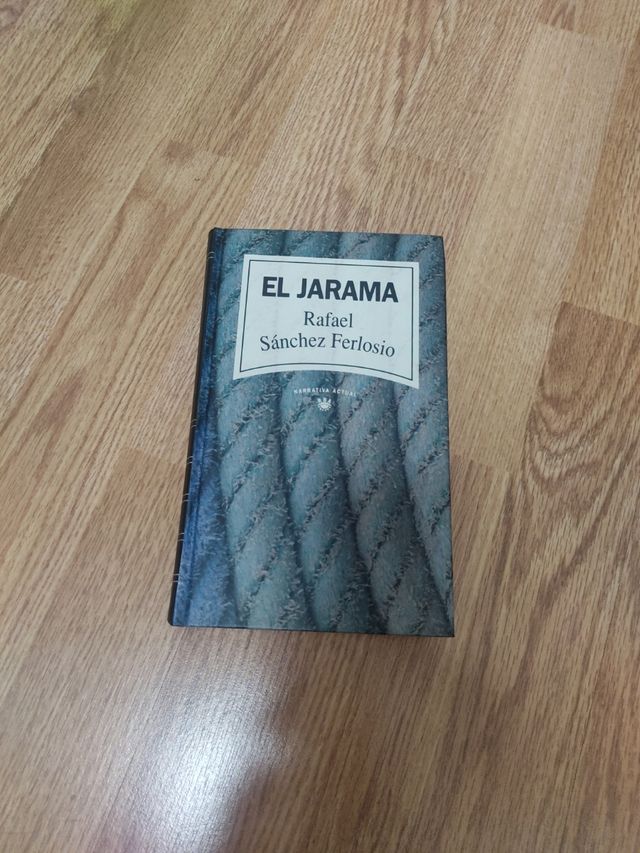 EL JARAMA
Rafael
Sánchez Ferlosio
NARRATIVA ACTUAL